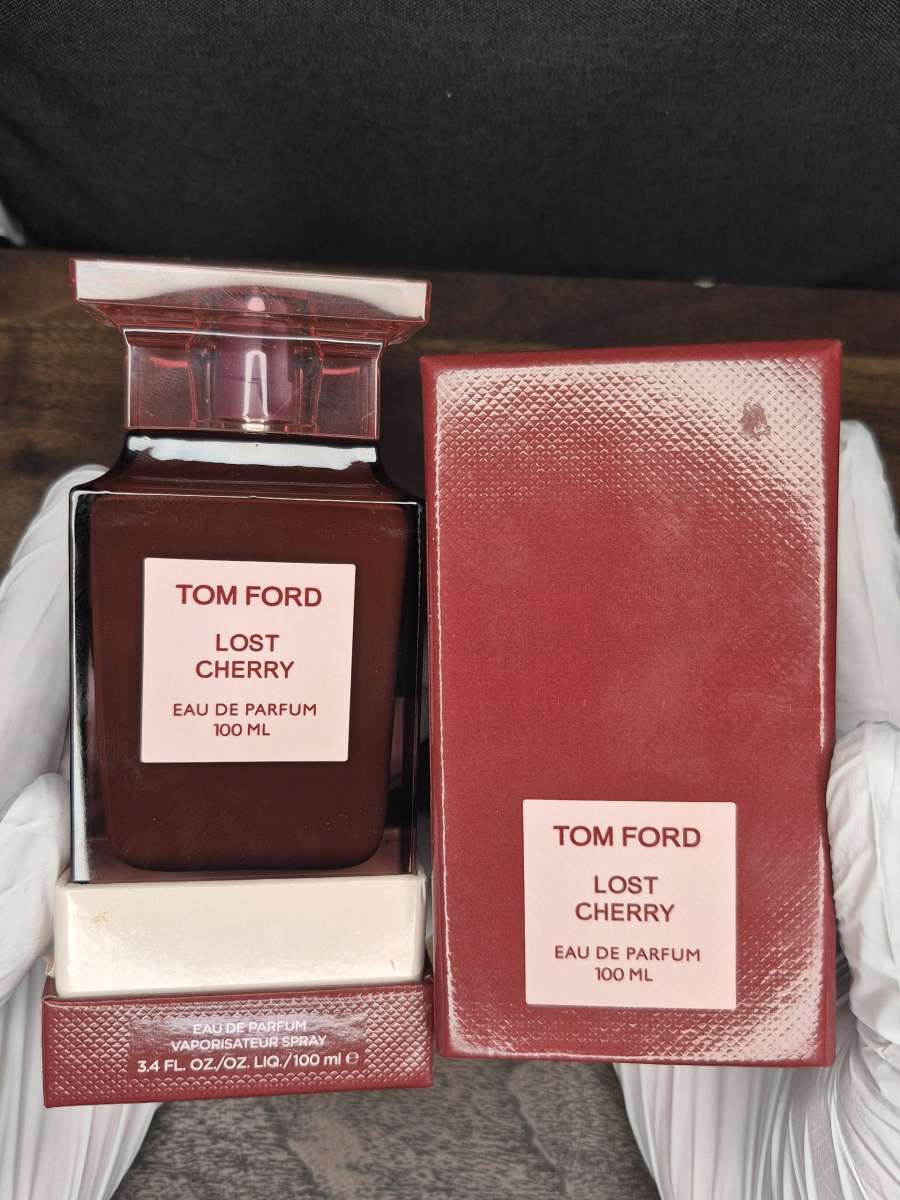 TOM FORD
LOST
CHERRY
EAU DE PARFUM
100 ML
EAU DE PARFUM
VAPORISATEUR SPRAY
3.4 FL. OZ./OZ. LIQ./100 ml ℮
TOM FORD
LOST
CHERRY
EAU DE PARFUM
100 ML